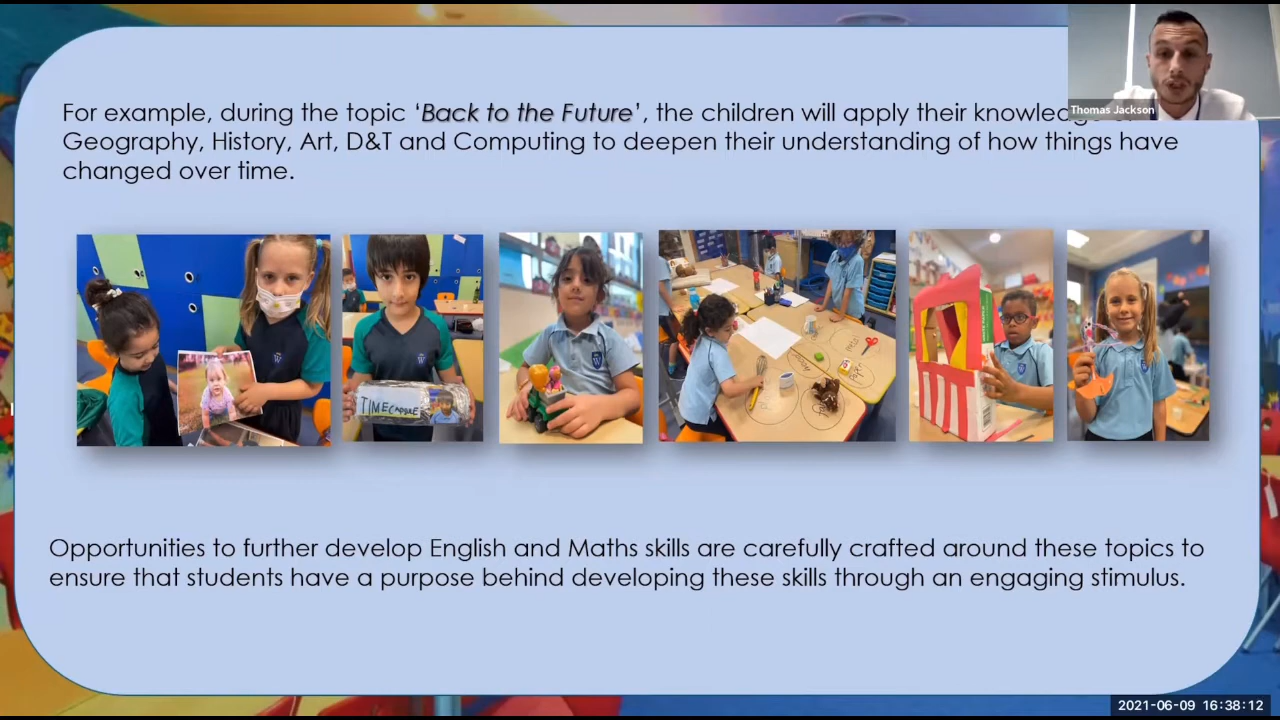 For example, during the topic ‘Back to the Future’, the children will apply their knowledge
Geography, History, Art, D&T and Computing to deepen their understanding of how things have
changed over time.
Thomas Jackson
TIMECAPSULE
Opportunities to further develop English and Maths skills are carefully crafted around these topics to
ensure that students have a purpose behind developing these skills through an engaging stimulus.
2021-06-09 16:38:12